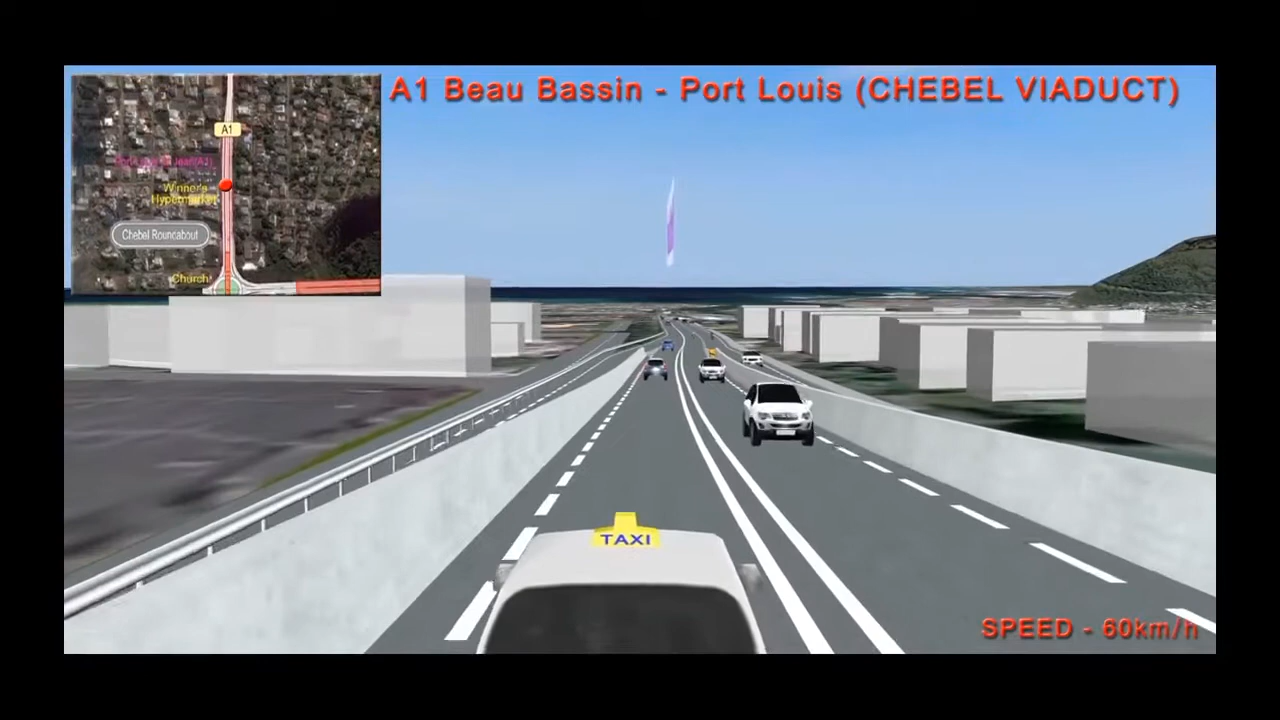 A1 Beau Bassin - Port Louis (CHEBEL VIADUCT)
A1
Winner's
Hypermarket
Chebel Roundabout
Church
TAXI
SPEED - 60km/h